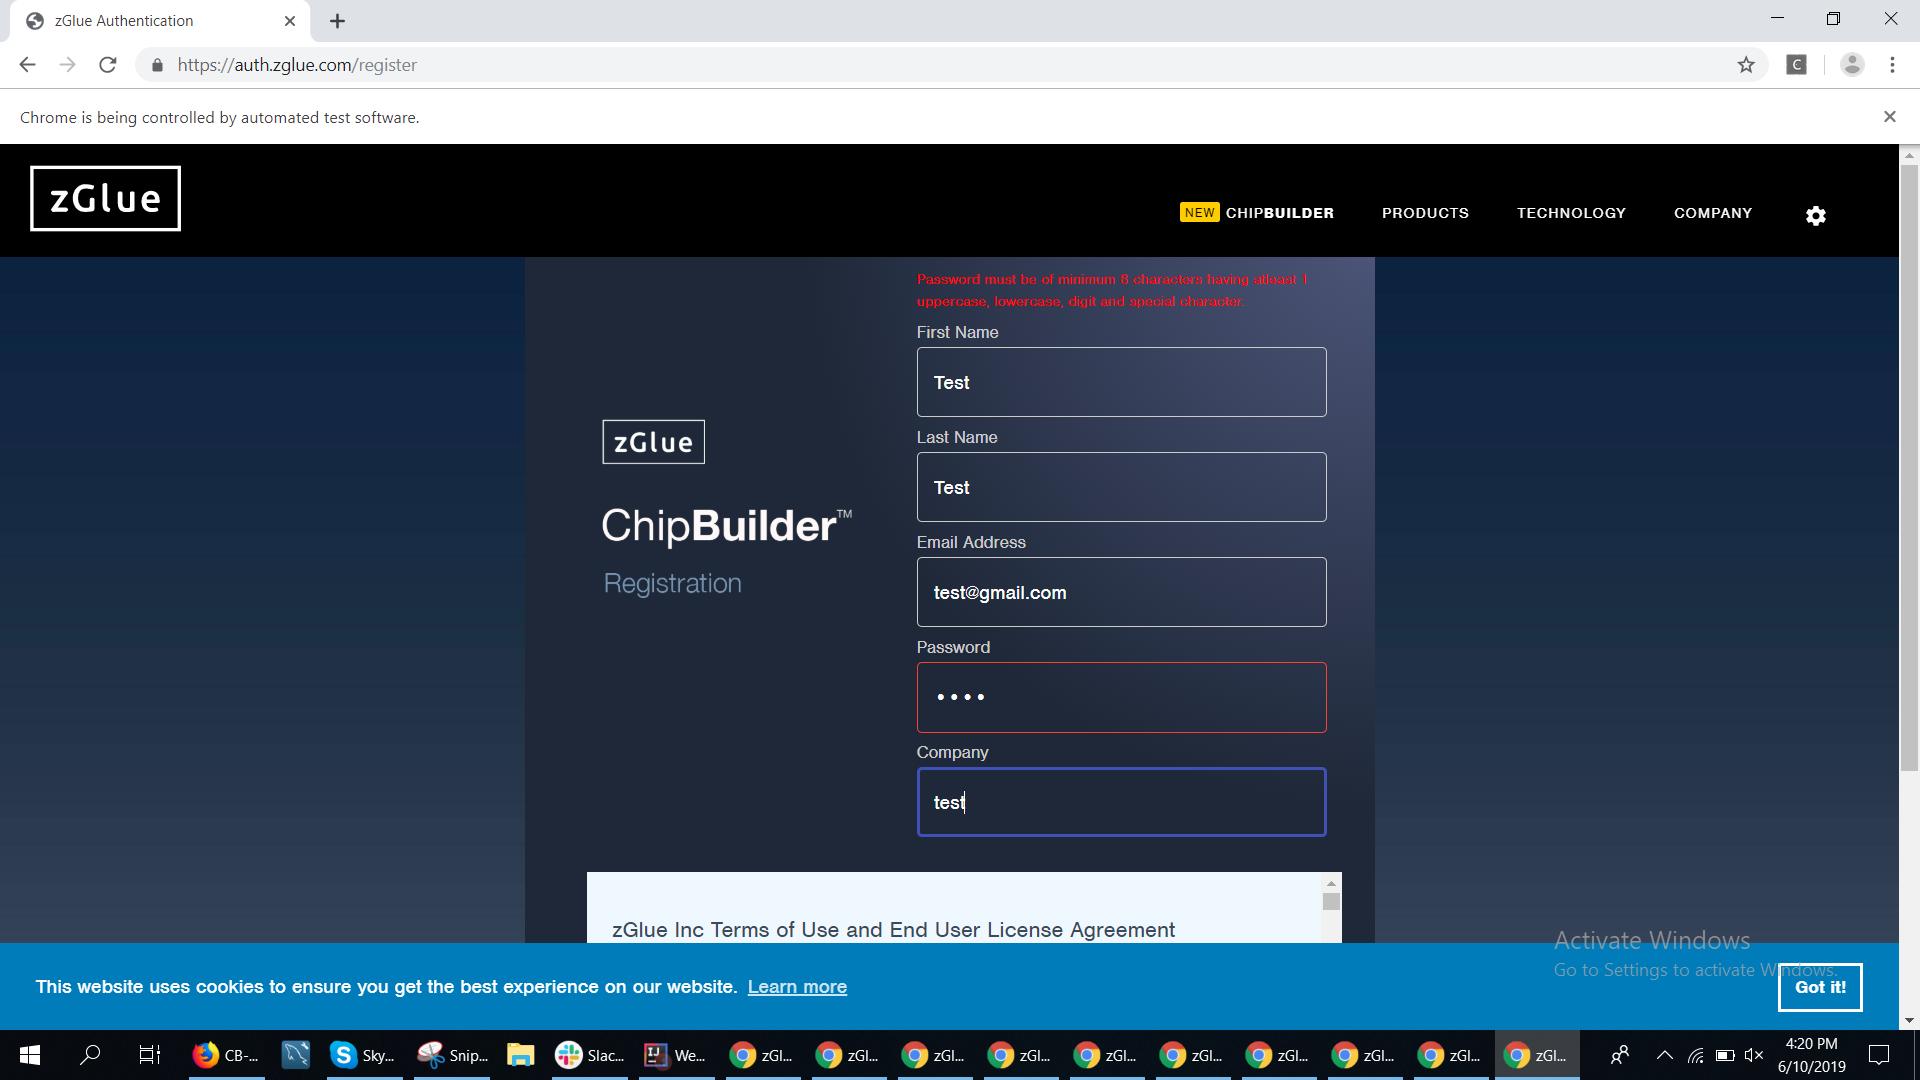 zGlue Authentication
https://auth.zglue.com/register
C
Chrome is being controlled by automated test software.
zGlue
NEW CHIPBUILDER PRODUCTS TECHNOLOGY COMPANY
Password must be of minimum 8 characters having atleast 1
uppercase, lowercase, digit and special character.
First Name
Test
Last Name
Test
zGlue
ChipBuilder™
Registration
Email Address
test@gmail.com
Password
Company
test
zGlue Inc Terms of Use and End User License Agreement
Activate Windows
Go to Settings to activate Windows.
This website uses cookies to ensure you get the best experience on our website. Learn more
Got it!
CB-... Sky... Snip... Slac... We... zGl... zGl... zGl... zGl... zGl... zGl... zGl... zGl... zGl... zGl...
4:20 PM
6/10/2019